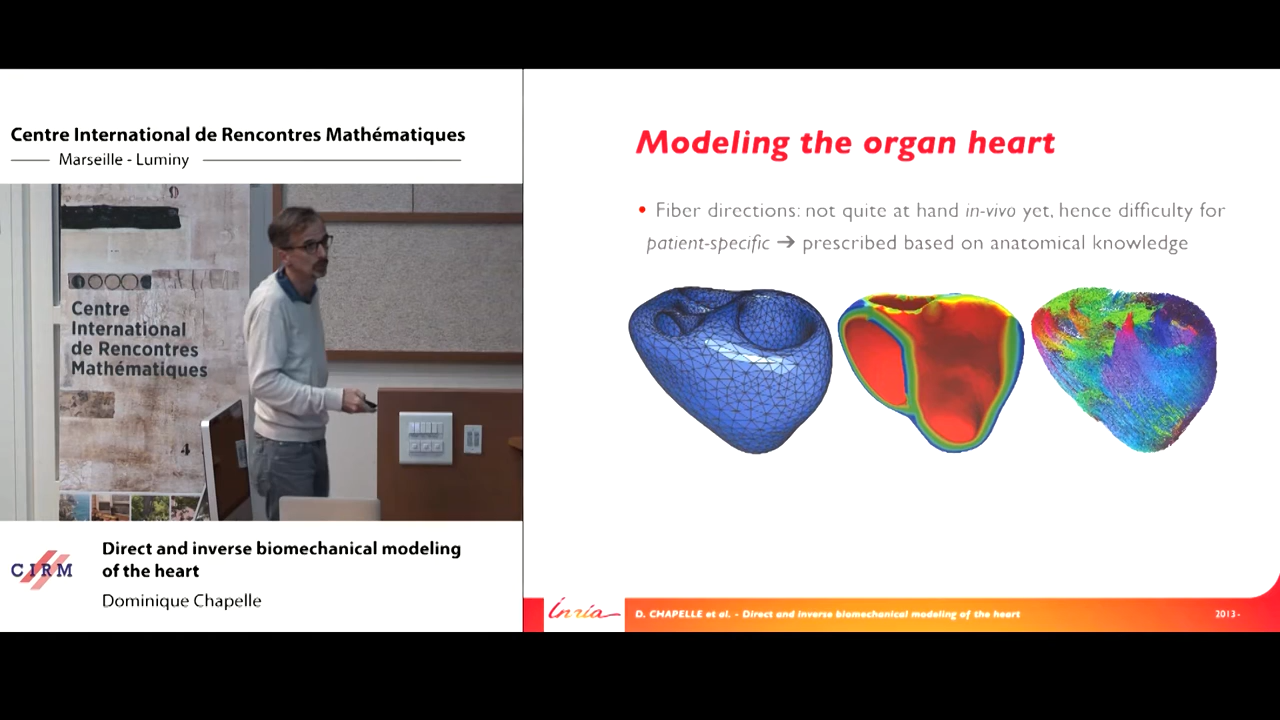 Centre International de Rencontres Mathématiques
Marseille - Luminy
Centre
International
de Rencontres
Mathématiques
CIRM
Direct and inverse biomechanical modeling
of the heart
Dominique Chapelle
Modeling the organ heart
• Fiber directions: not quite at hand in-vivo yet, hence difficulty for
patient-specific ➔ prescribed based on anatomical knowledge
Inria
D. CHAPELLE et al. - Direct and inverse biomechanical modeling of the heart
2013-